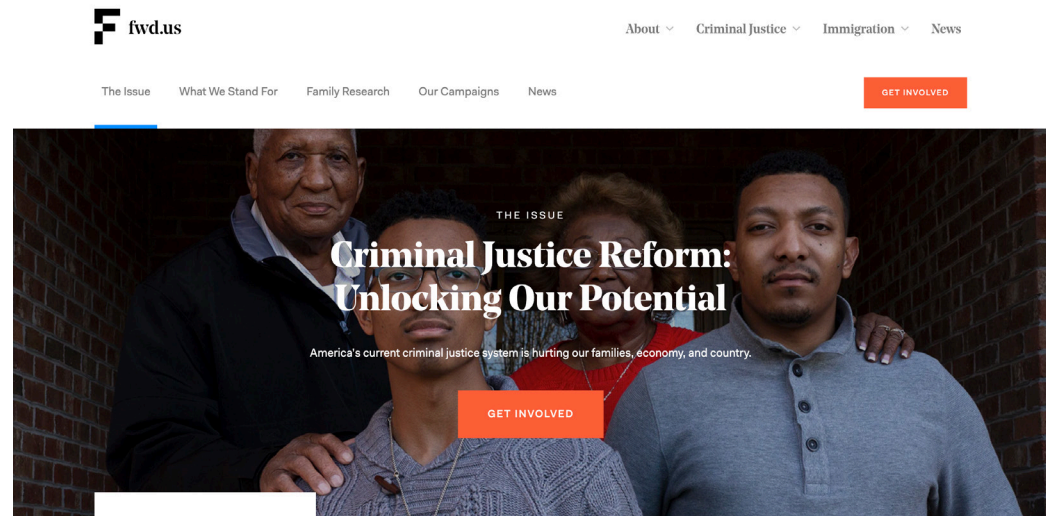 fwd.us
About
Criminal Justice
Immigration
News
The Issue
What We Stand For
Family Research
Our Campaigns
News
GET INVOLVED
THE ISSUE
Criminal Justice Reform:
Unlocking Our Potential
America's current criminal justice system is hurting our families, economy, and country.
GET INVOLVED